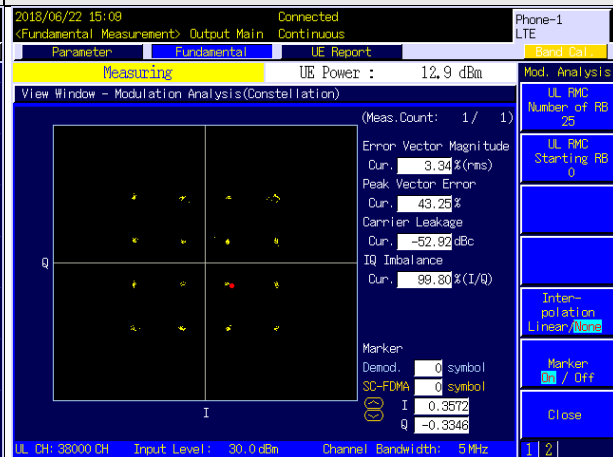 2018/06/22 15:09 Connected Phone-1
<Fundamental Measurement> Output Main Continuous LTE
Parameter Fundamental UE Report Band Cal.
Measuring UE Power : 12.9 dBm Mod. Analysis
View Window - Modulation Analysis(Constellation)
UL RMC
Number of RB
25
(Meas.Count: 1/ 1)
Error Vector Magnitude
Cur. 3.34 %(rms)
UL RMC
Starting RB
0
Peak Vector Error
Cur. 43.25 %
Carrier Leakage
Cur. -52.92 dBc
IQ Imbalance
Cur. 99.80 %(I/Q)
Q
Inter-
polation
Linear/None
Marker
Demod. 0 symbol
SC-FDMA 0 symbol
I 0.3572
Q -0.3346
Marker
On / Off
I
Close
UL CH: 38000 CH Input Level: 30.0 dBm Channel Bandwidth: 5 MHz 1 2